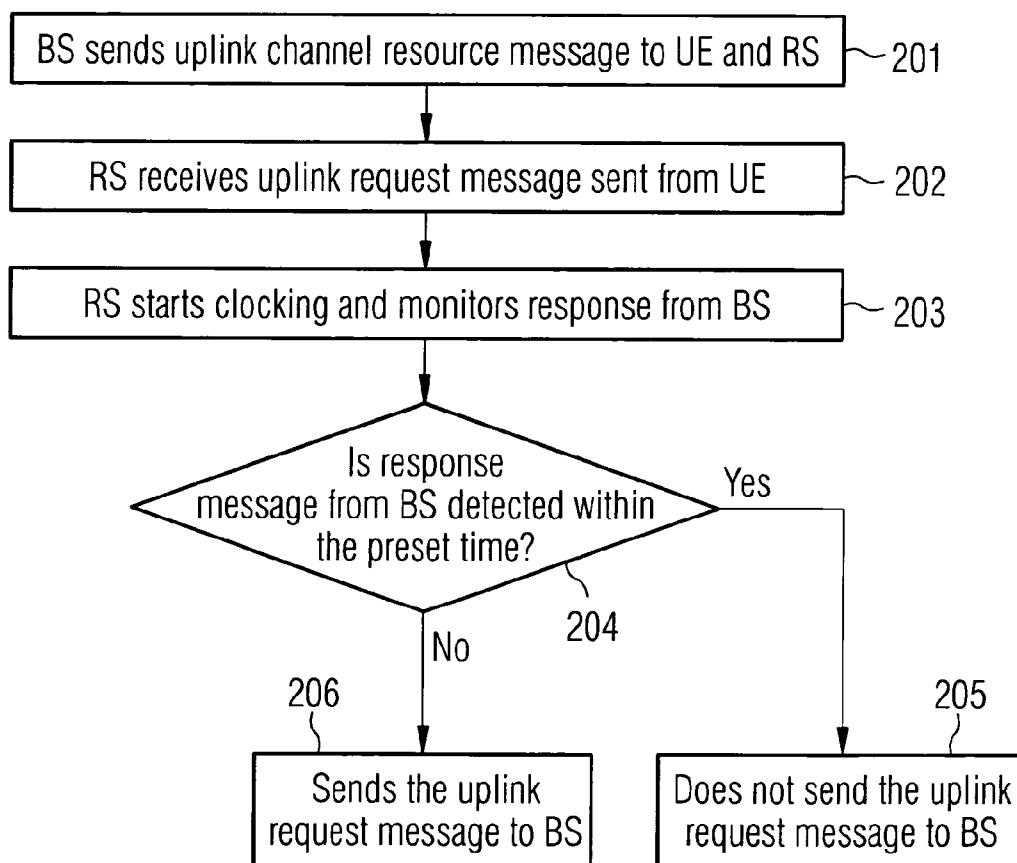 BS sends uplink channel resource message to UE and RS
201
RS receives uplink request message sent from UE
202
RS starts clocking and monitors response from BS
203
Is response
message from BS detected within
the preset time?
Yes
204
No
206
205
Sends the uplink
request message to BS
Does not send the uplink
request message to BS